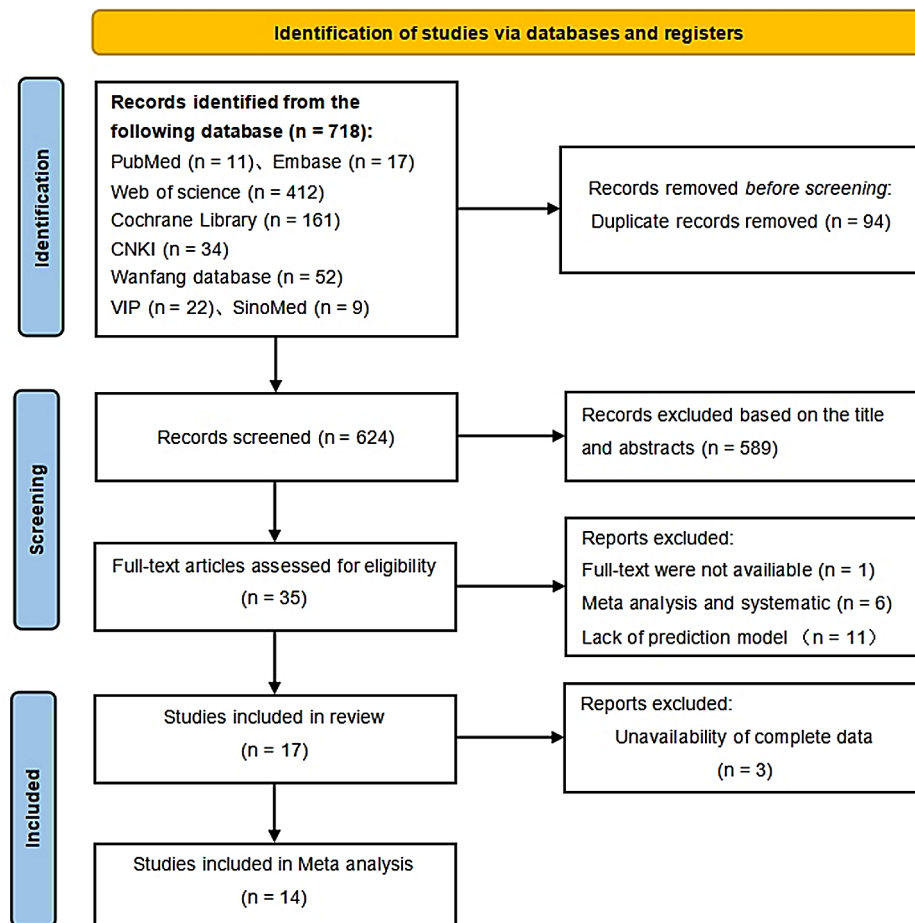 Identification of studies via databases and registers
Identification
Records identified from the
following database (n = 718):
PubMed (n = 11)、Embase (n = 17)
Web of science (n = 412)
Cochrane Library (n = 161)
CNKI (n = 34)
Wanfang database (n = 52)
VIP (n = 22)、SinoMed (n = 9)
Records removed before screening:
Duplicate records removed (n = 94)
Screening
Records screened (n = 624)
Records excluded based on the title
and abstracts (n = 589)
Full-text articles assessed for eligibility
(n = 35)
Reports excluded:
Full-text were not availiable (n = 1)
Meta analysis and systematic (n = 6)
Lack of prediction model （n = 11）
Included
Studies included in review
(n = 17)
Reports excluded:
Unavailability of complete data
(n = 3)
Studies included in Meta analysis
(n = 14)